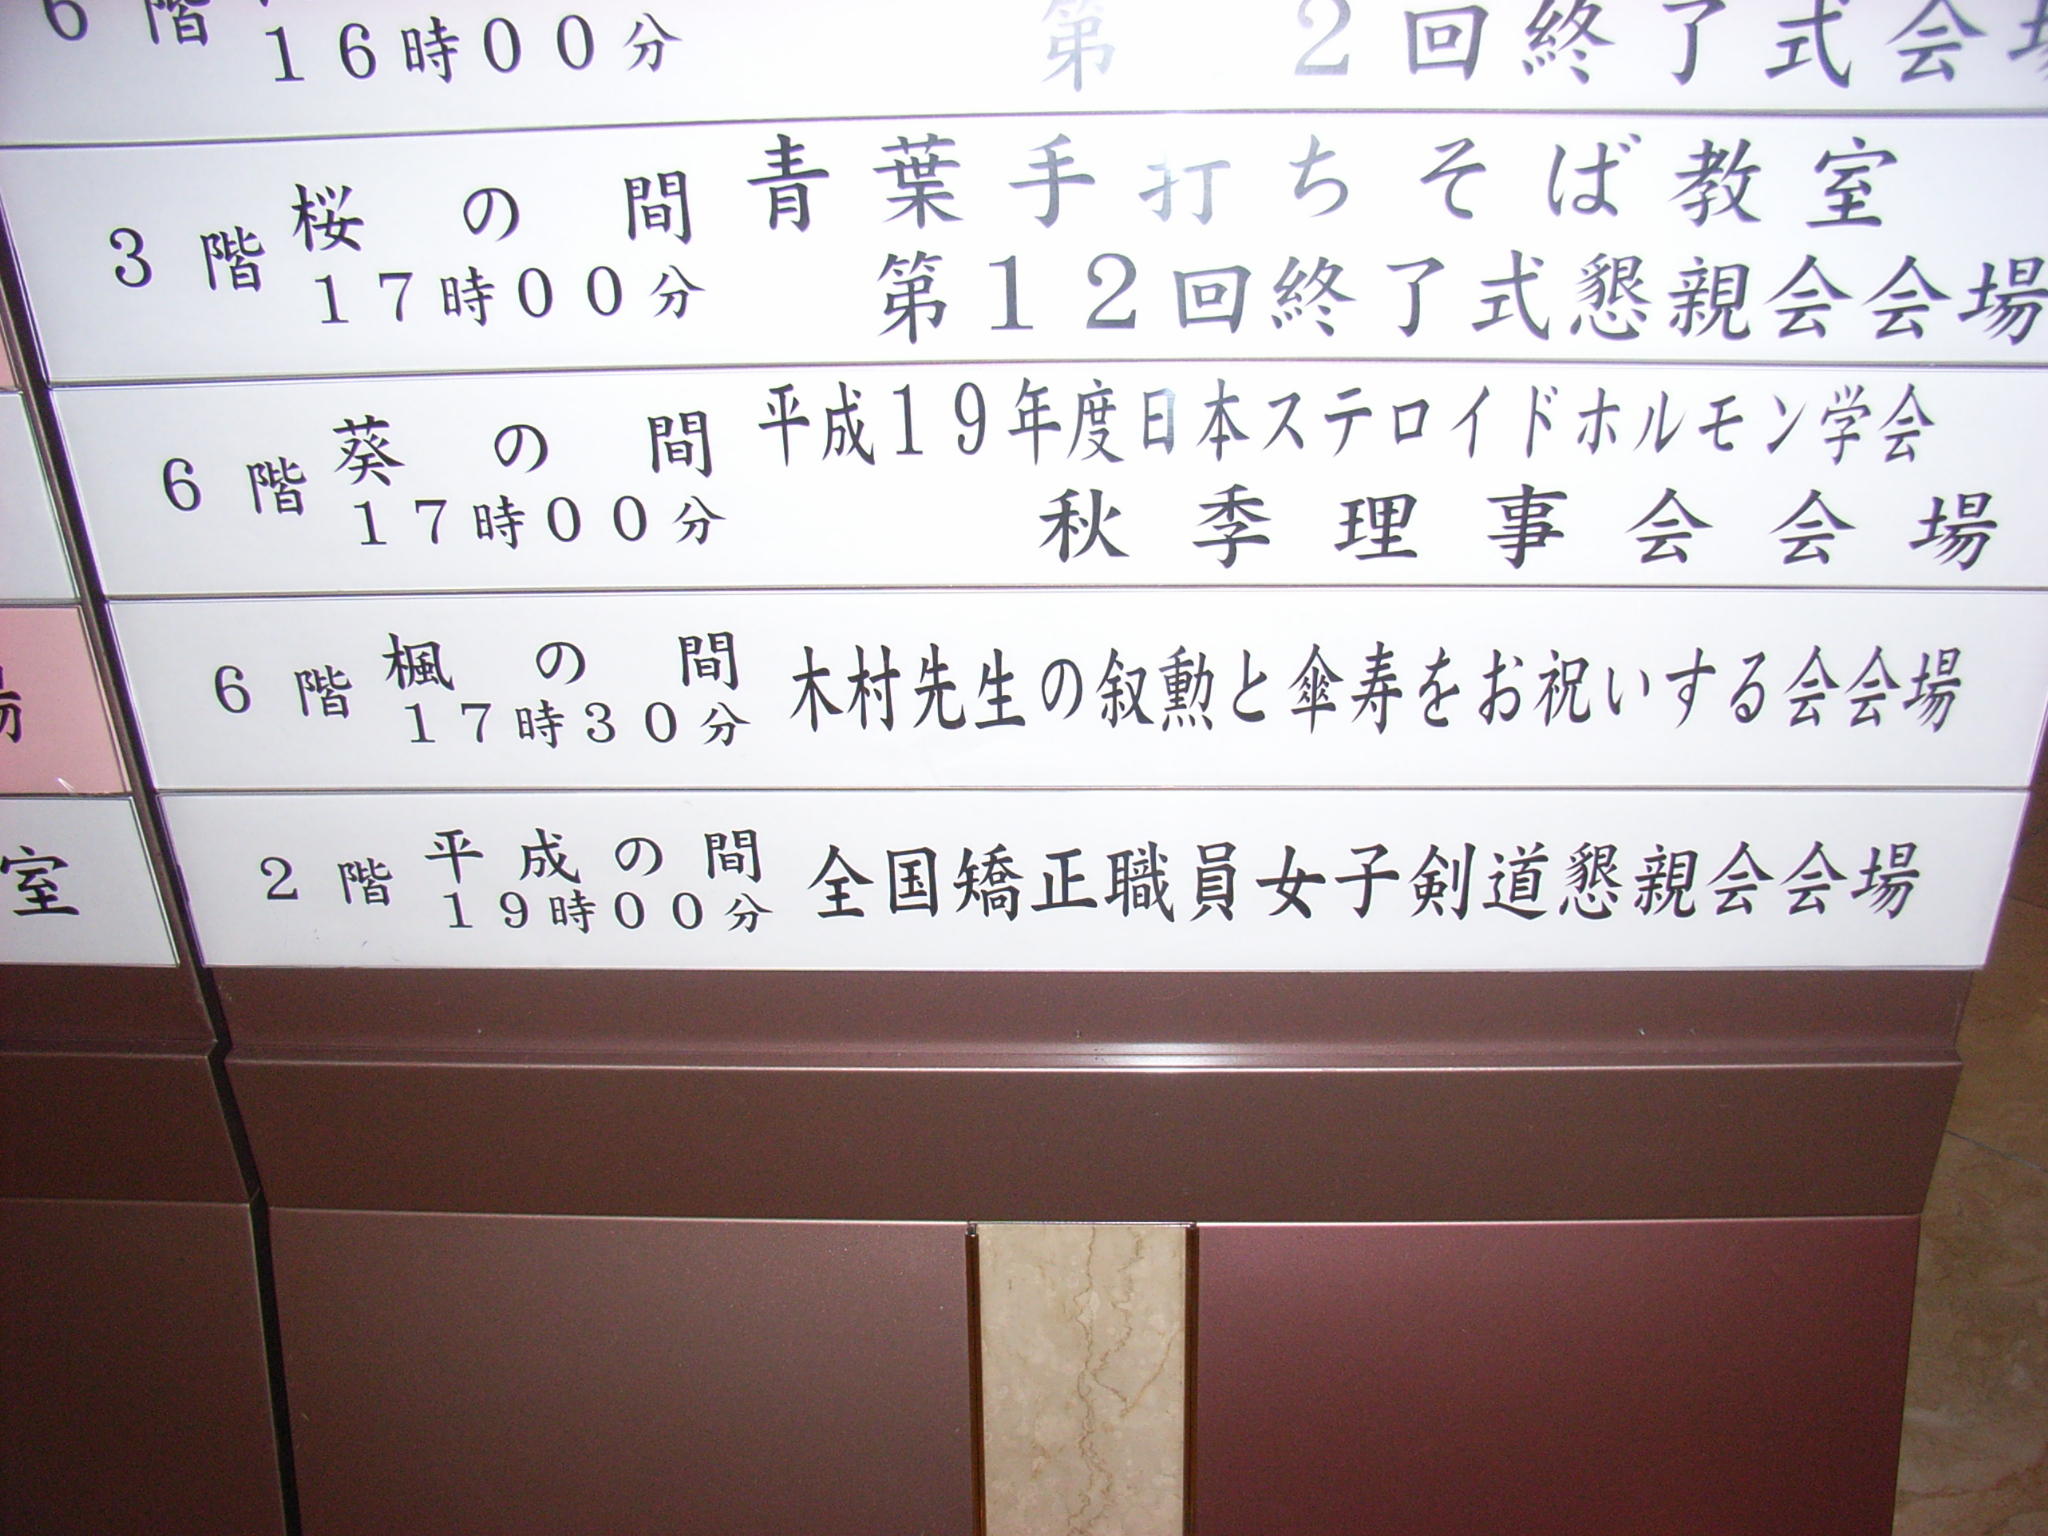 6階
16時00分
第 2回終了式会場
3階 桜の間
17時00分
青葉手打ちそば教室
第12回終了式懇親会会場
6階 葵の間
17時00分
平成19年度日本ステロイドホルモン学会
秋季理事会会場
6階 楓の間
17時30分
木村先生の叙勲と傘寿をお祝いする会会場
2階 平成の間
19時00分
全国矯正職員女子剣道懇親会会場
場
室